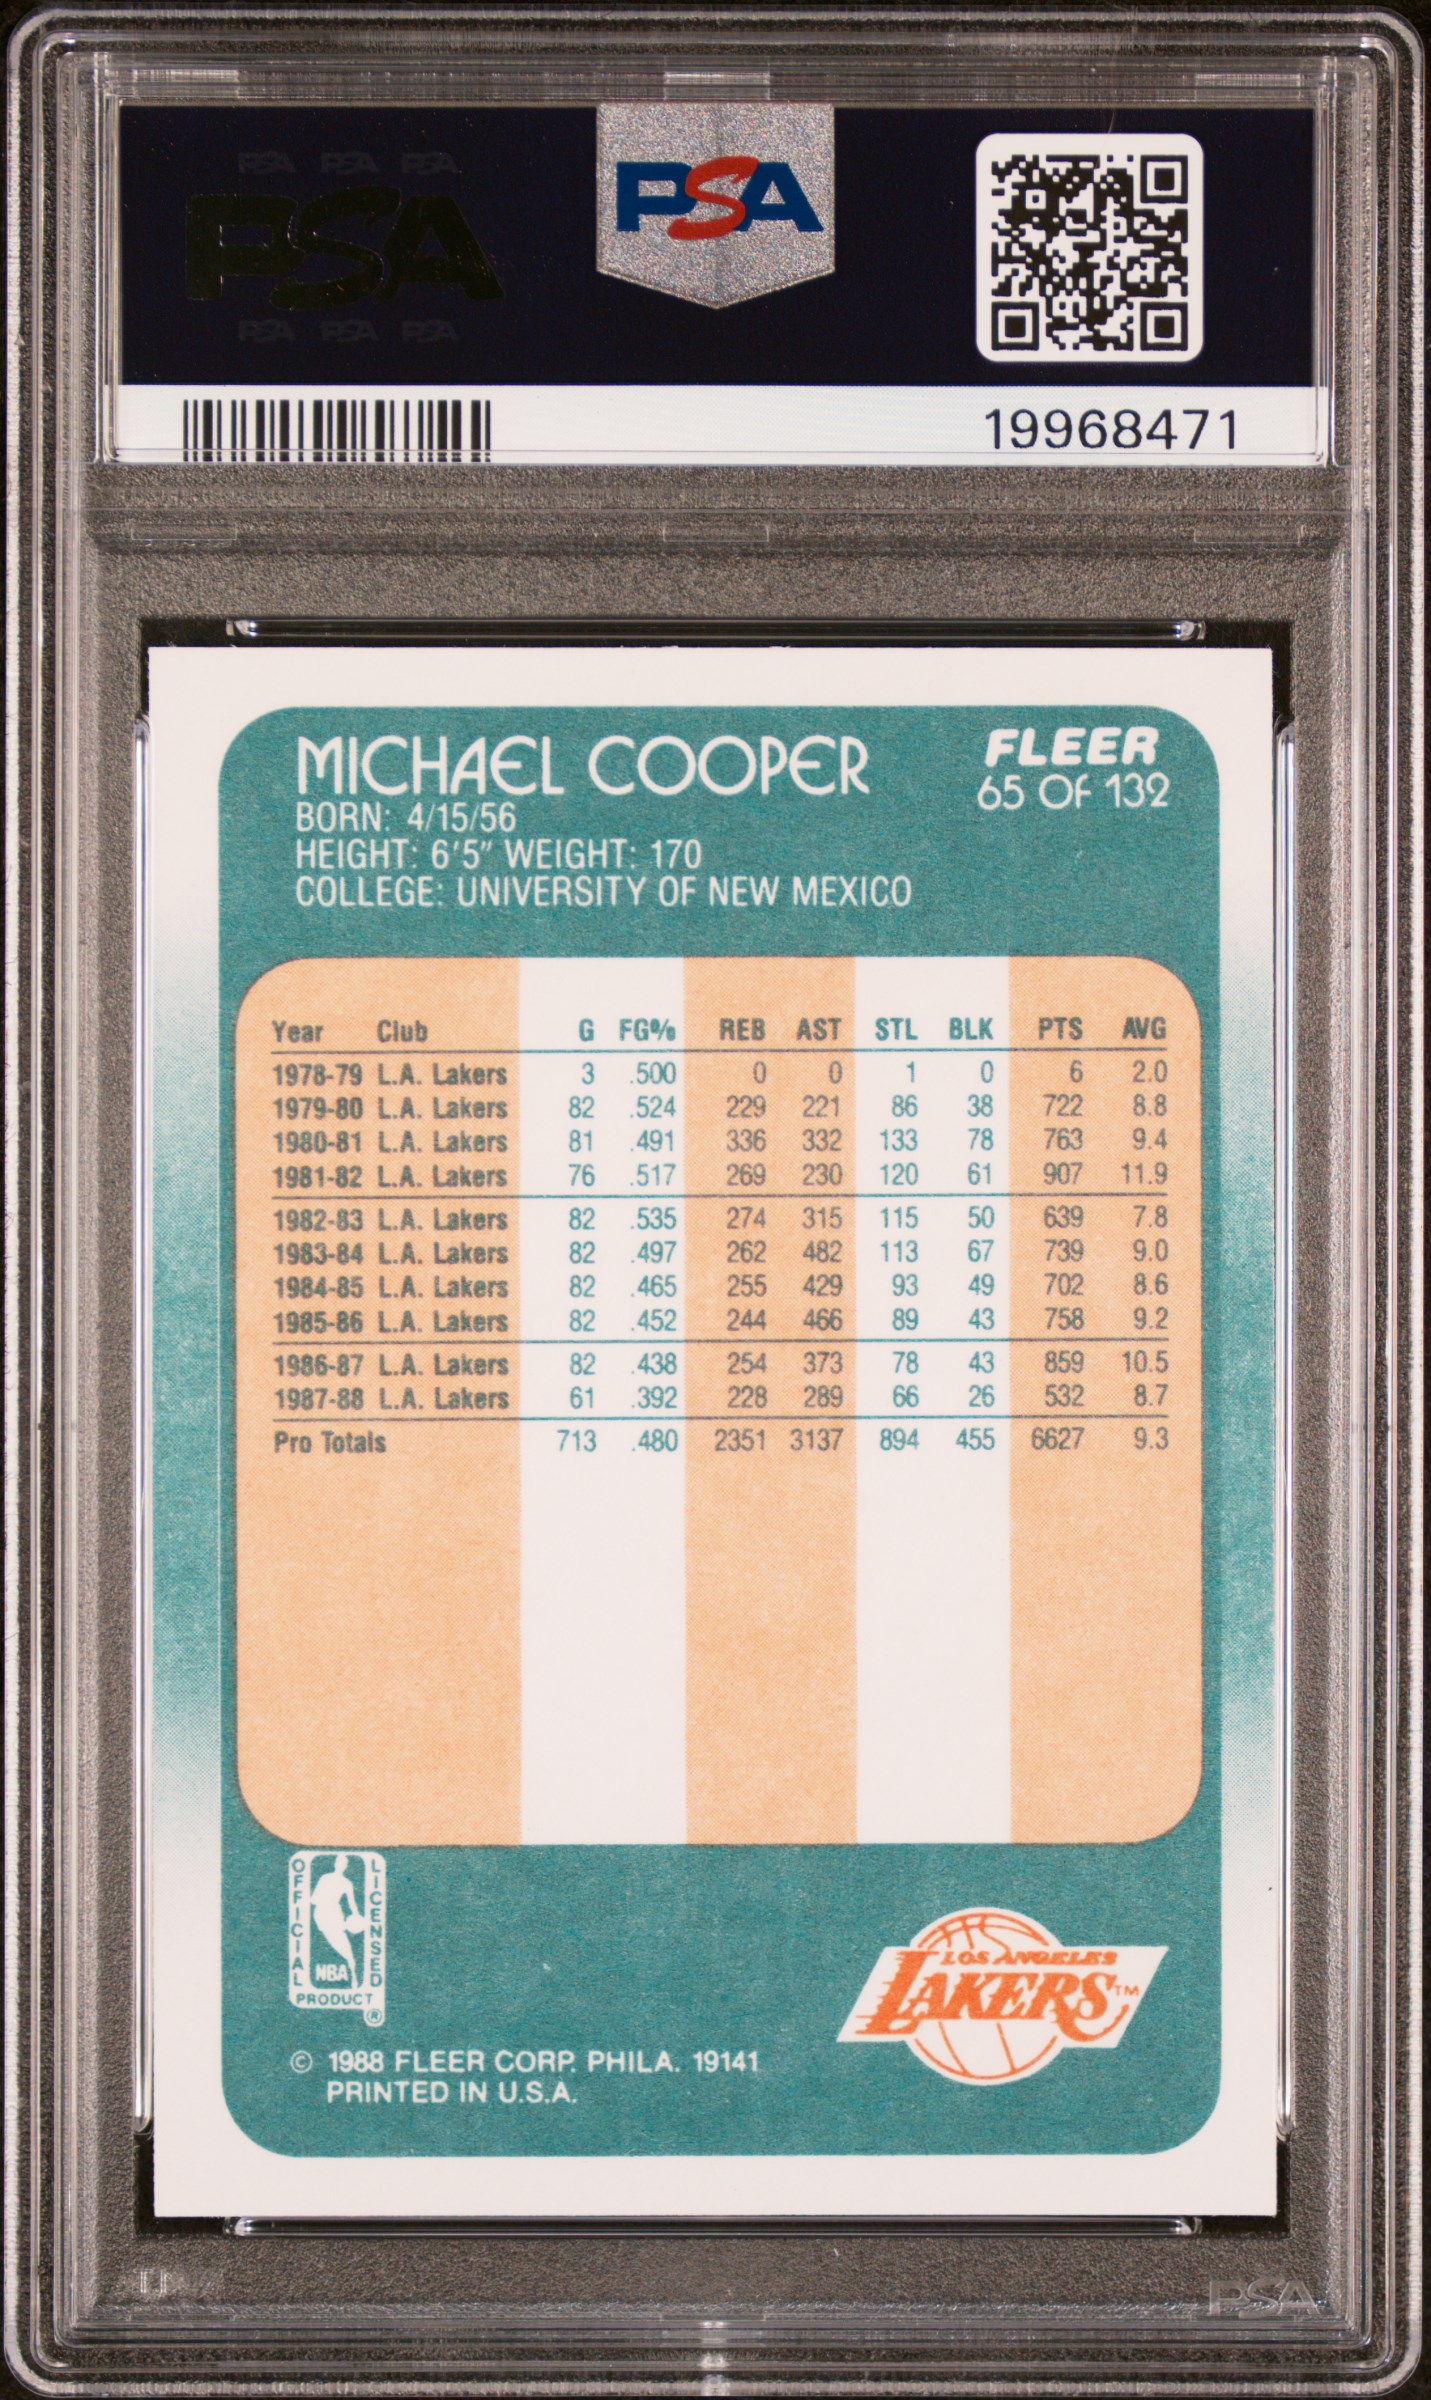 PSA PSA PSA
PSA
PSA PSA PSA
PSA
19968471
MICHAEL COOPER
FLEER
65 OF 132
BORN: 4/15/56
HEIGHT: 6'5" WEIGHT: 170
COLLEGE: UNIVERSITY OF NEW MEXICO
Year Club G FG% REB AST STL BLK PTS AVG
1978-79 L.A. Lakers 3 .500 0 0 1 0 6 2.0
1979-80 L.A. Lakers 82 .524 229 221 86 38 722 8.8
1980-81 L.A. Lakers 81 .491 336 332 133 78 763 9.4
1981-82 L.A. Lakers 76 .517 269 230 120 61 907 11.9
1982-83 L.A. Lakers 82 .535 274 315 115 50 639 7.8
1983-84 L.A. Lakers 82 .497 262 482 113 67 739 9.0
1984-85 L.A. Lakers 82 .465 255 429 93 49 702 8.6
1985-86 L.A. Lakers 82 .452 244 466 89 43 758 9.2
1986-87 L.A. Lakers 82 .438 254 373 78 43 859 10.5
1987-88 L.A. Lakers 61 .392 228 289 66 26 532 8.7
Pro Totals 713 .480 2351 3137 894 455 6627 9.3
OFFICIAL
LICENSED
NBA
PRODUCT
®
LOS ANGELES
LAKERS™
© 1988 FLEER CORP. PHILA. 19141
PRINTED IN U.S.A.
PSA